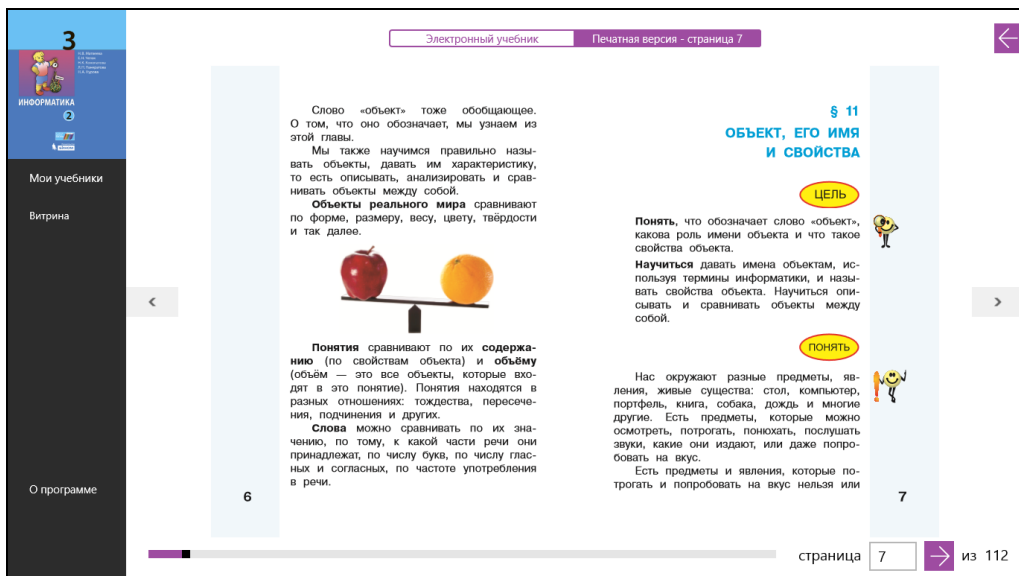 3
ИНФОРМАТИКА
2
Мои учебники
Витрина
О программе
Электронный учебник
Печатная версия - страница 7
Слово «объект» тоже обобщающее.
О том, что оно обозначает, мы узнаем из
этой главы.
Мы также научимся правильно назы-
вать объекты, давать им характеристику,
то есть описывать, анализировать и срав-
нивать объекты между собой.
Объекты реального мира сравнивают
по форме, размеру, весу, цвету, твёрдости
и так далее.
Понятия сравнивают по их содержа-
нию (по свойствам объекта) и объёму
(объём — это все объекты, которые вхо-
дят в это понятие). Понятия находятся в
разных отношениях: тождества, пересече-
ния, подчинения и других.
Слова можно сравнивать по их зна-
чению, по тому, к какой части речи они
принадлежат, по числу букв, по числу глас-
ных и согласных, по частоте употребления
в речи.
6
§ 11
ОБЪЕКТ, ЕГО ИМЯ
И СВОЙСТВА
ЦЕЛЬ
Понять, что обозначает слово «объект»,
какова роль имени объекта и что такое
свойства объекта.
Научиться давать имена объектам, ис-
пользуя термины информатики, и назы-
вать свойства объекта. Научиться опи-
сывать и сравнивать объекты между
собой.
ПОНЯТЬ
Нас окружают разные предметы, яв-
ления, живые существа: стол, компьютер,
портфель, книга, собака, дождь и многие
другие. Есть предметы, которые можно
осмотреть, потрогать, понюхать, послушать
звуки, какие они издают, или даже попро-
бовать на вкус.
Есть предметы и явления, которые по-
трогать и попробовать на вкус нельзя или
7
страница 7 из 112